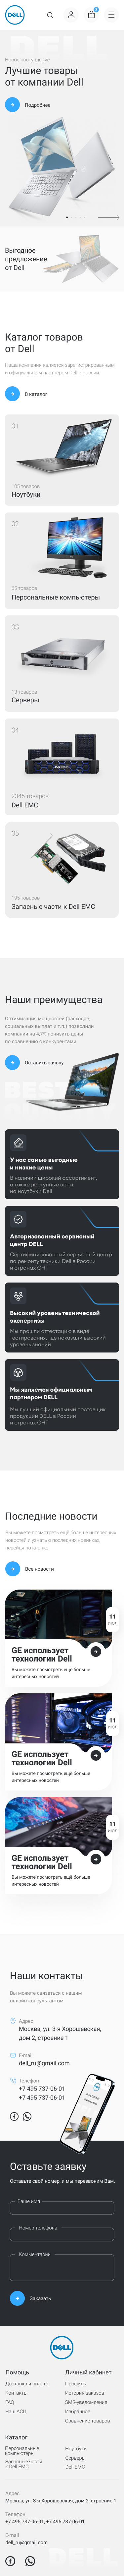 DELL
3
Новое поступление
Лучшие товары
от компании Dell
Подробнее
Выгодное
предложение
от Dell
Каталог товаров
от Dell
Наша компания является зарегистрированным
и официальным партнером Dell в России
В каталог
01
Ноутбуки
02
65 товаров
Персональные компьютеры
03
13 товаров
Серверы
04
2345 товаров
Dell EMC
05
195 товаров
Запасные части к Dell EMC
Наши преимущества
Оптимизация мощностей (расходов,
социальных выплат и т.п.) позволила
компании на 4,7% понизить цены
по сравнению с конкурентами
Оставить заявку
У нас самые выгодные
и низкие цены
В наличии широкий ассортимент,
а также доступные цены
на ноутбуки Dell
Авторизованный сервисный
центр DELL
Сертифицированный сервисный центр
по ремонту техники Dell в России
и странах СНГ
Высокий уровень технической
экспертизы
Мы прошли аттестацию в виде
тестирования, где показали высокий
уровень знаний
Мы являемся официальным
партнером DELL
Мы лучший официальный поставщик
продукции DELL в России
и странах СНГ
Последние новости
Вы можете посмотреть ещё больше интересных
новостей и узнать о последних новинках,
перейдя по кнопке
Все новости
11
GE использует
технологии Dell
Вы можете посмотреть ещё больше
интересных новостей
11
GE использует
технологии Dell
Вы можете посмотреть ещё больше
интересных новостей
11
GE использует
технологии Dell
Вы можете посмотреть ещё больше
интересных новостей
Наши контакты
Вы можете связаться с нашим
онлайн-консультантом
Адрес
Москва, ул. 3-я Хорошевская,
дом 2, строение 1
E-mail
dell_ru@gmail.com
Телефон
+7 495 737-06-01
+7 495 737-06-01
Оставьте заявку
Оставьте свой номер, и мы перезвоним Вам.
Ваше имя
Номер телефона
Комментарий
Заказать
DELL
Помощь
Личный кабинет
Доставка и оплата
Профиль
Контакты
История заказов
FAQ
SMS-уведомление
Наш АСЦ
Избранное
Сравнение товаров
Каталог
Персональные
компьютеры
Ноутбуки
Серверы
Запасные части
к Dell EMC
Dell EMC
Адрес
Москва, ул. 3-я Хорошевская, дом 2, строение 1
Телефон
+7 495 737-06-01, +7 495 737-06-01
E-mail
dell_ru@gmail.com